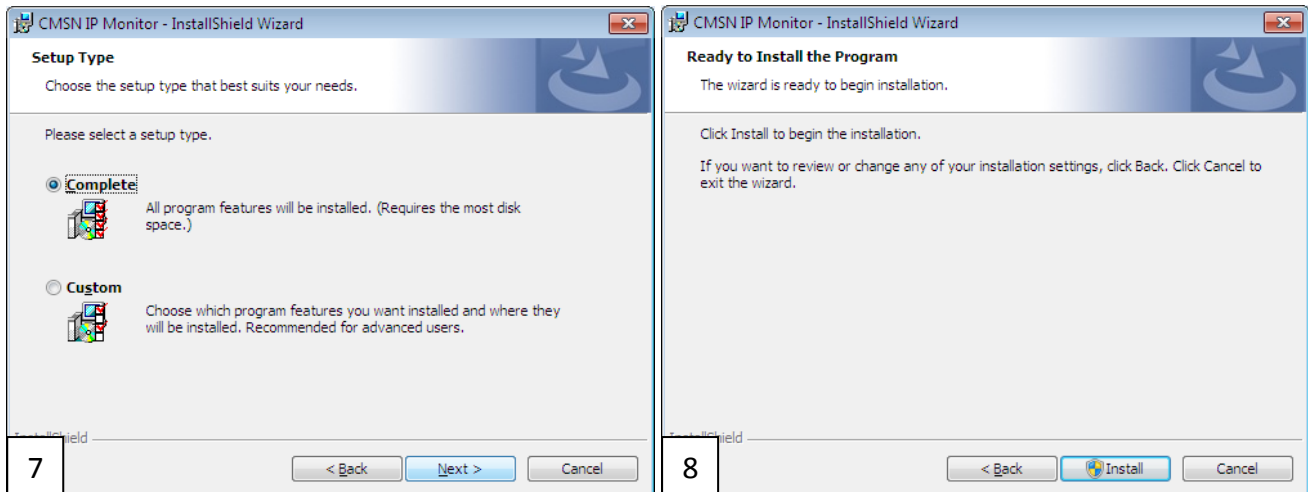 CMSN IP Monitor - InstallShield Wizard
Setup Type
Choose the setup type that best suits your needs.
Please select a setup type.
Complete
All program features will be installed. (Requires the most disk
space.)
Custom
Choose which program features you want installed and where they
will be installed. Recommended for advanced users.
InstallShield
7
< Back
Next >
Cancel
CMSN IP Monitor - InstallShield Wizard
Ready to Install the Program
The wizard is ready to begin installation.
Click Install to begin the installation.
If you want to review or change any of your installation settings, click Back. Click Cancel to
exit the wizard.
InstallShield
8
< Back
Install
Cancel